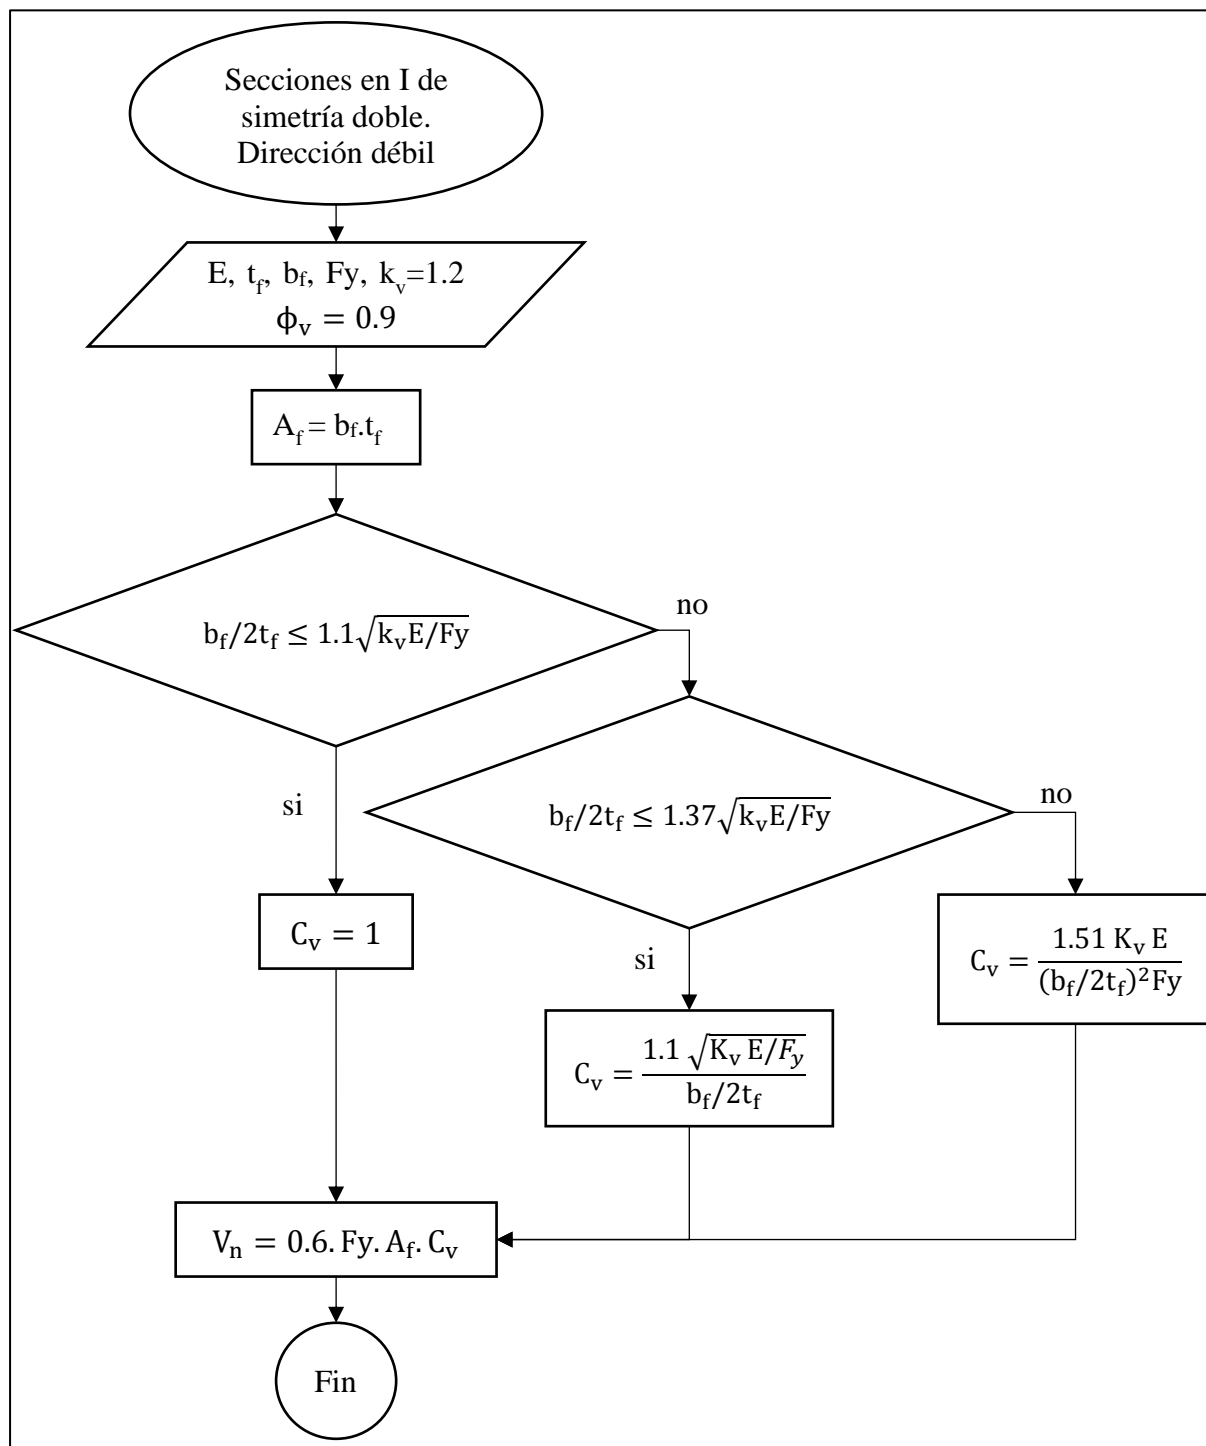 Secciones en I de
simetría doble.
Dirección débil
E, t_f, b_f, Fy, k_v=1.2
ϕ_v = 0.9
A_f = b_f.t_f
b_f/2t_f ≤ 1.1√(k_vE/Fy)
no
si
b_f/2t_f ≤ 1.37√(k_vE/Fy)
no
C_v = 1
si
C_v = 1.51 K_v E / (b_f/2t_f)²Fy
C_v = 1.1 √(K_v E/F_y) / b_f/2t_f
V_n = 0.6. Fy. A_f. C_v
Fin